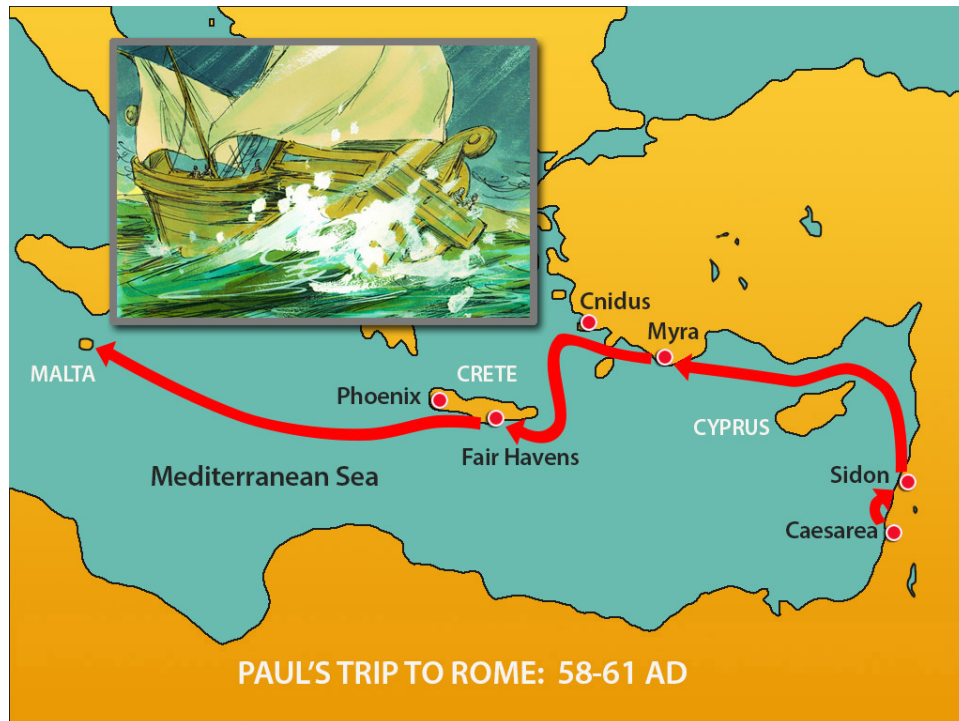 Cnidus
Myra
MALTA
CRETE
Phoenix
CYPRUS
Fair Havens
Mediterranean Sea
Sidon
Caesarea
PAUL'S TRIP TO ROME: 58-61 AD